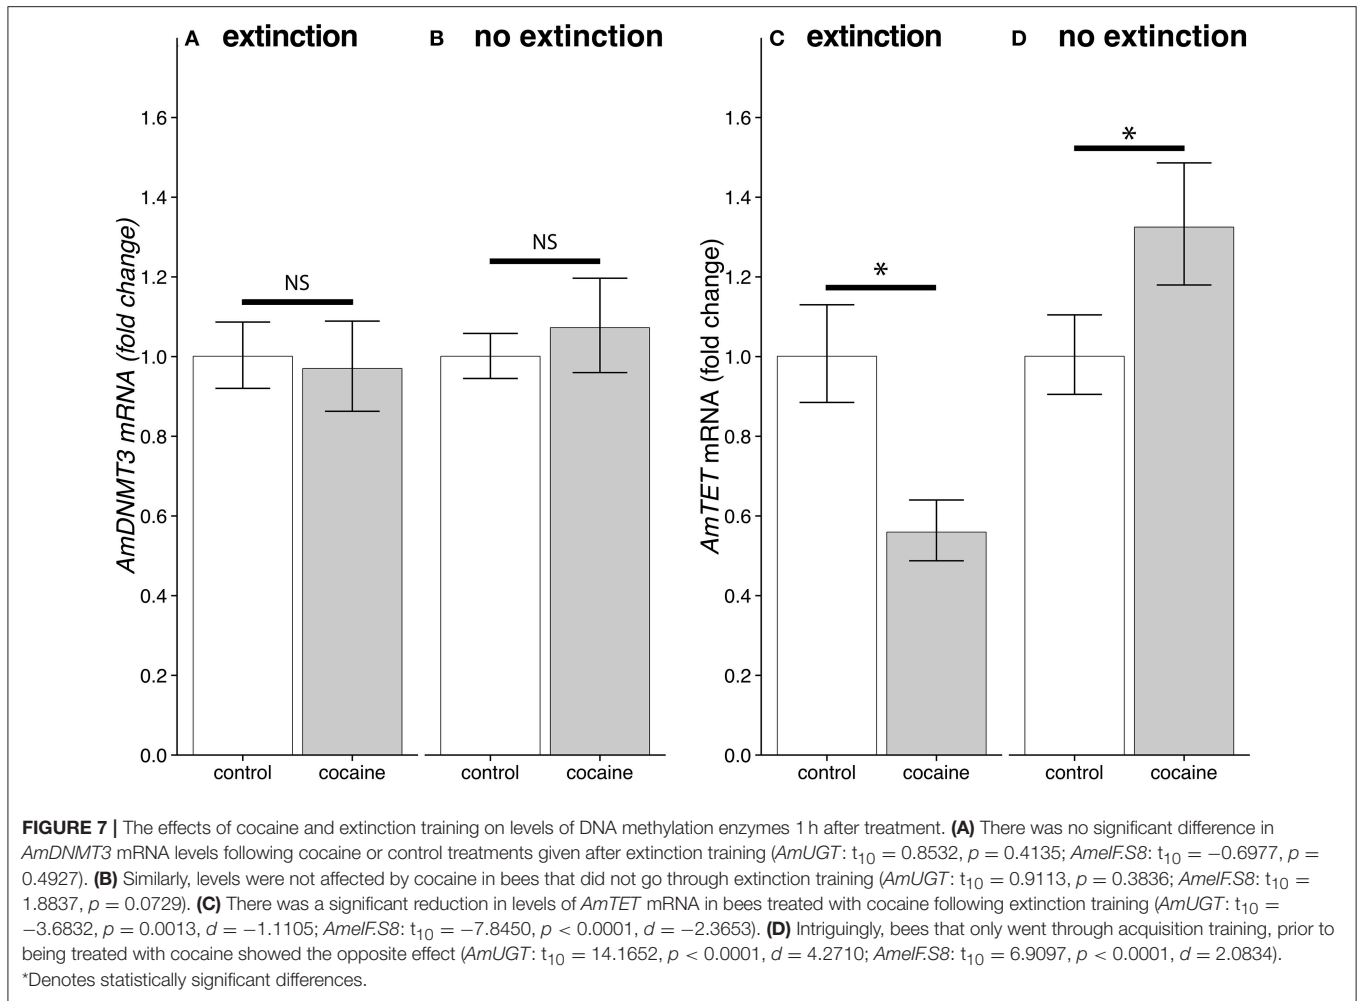 A extinction
B no extinction
C extinction
D no extinction
AmDNMT3 mRNA (fold change)
1.6
1.4
1.2
1.0
0.8
0.6
0.4
0.2
0.0
NS
NS
control
cocaine
control
cocaine
AmTET mRNA (fold change)
1.6
1.4
1.2
1.0
0.8
0.6
0.4
0.2
0.0
*
*
control
cocaine
control
cocaine
FIGURE 7 | The effects of cocaine and extinction training on levels of DNA methylation enzymes 1 h after treatment. (A) There was no significant difference in
AmDNMT3 mRNA levels following cocaine or control treatments given after extinction training (AmUGT: t10 = 0.8532, p = 0.4135; AmeIF.S8: t10 = −0.6977, p =
0.4927). (B) Similarly, levels were not affected by cocaine in bees that did not go through extinction training (AmUGT: t10 = 0.9113, p = 0.3836; AmeIF.S8: t10 =
1.8837, p = 0.0729). (C) There was a significant reduction in levels of AmTET mRNA in bees treated with cocaine following extinction training (AmUGT: t10 =
−3.6832, p = 0.0013, d = −1.1105; AmeIF.S8: t10 = −7.8450, p < 0.0001, d = −2.3653). (D) Intriguingly, bees that only went through acquisition training, prior to
being treated with cocaine showed the opposite effect (AmUGT: t10 = 14.1652, p < 0.0001, d = 4.2710; AmeIF.S8: t10 = 6.9097, p < 0.0001, d = 2.0834).
*Denotes statistically significant differences.